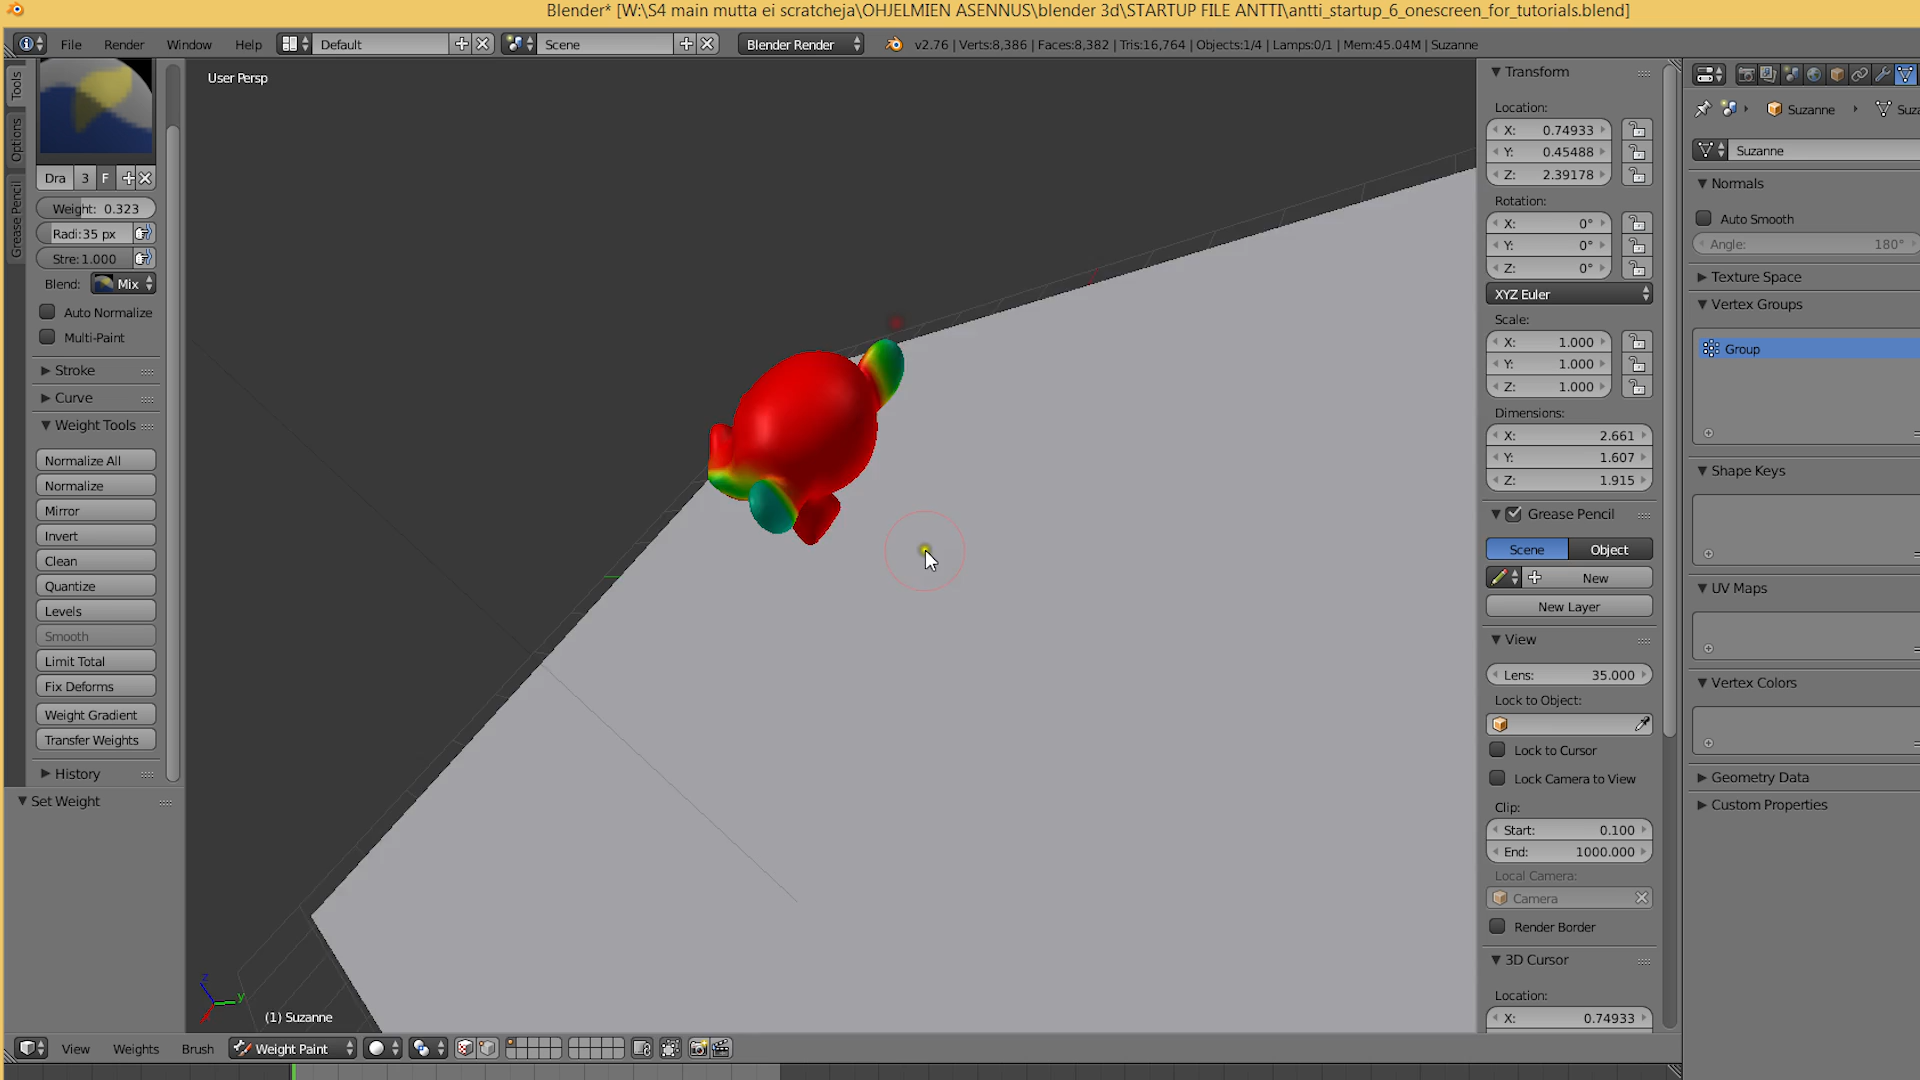 Blender* [W:\S4 main mutta ei scratcheja\OHJELMIEN ASENNUS\blender 3d\STARTUP FILE ANTTI\antti_startup_6_onescreen_for_tutorials.blend]
File Render Window Help Default Scene Blender Render v2.76 | Verts:8,386 | Faces:8,382 | Tris:16,764 | Objects:1/4 | Lamps:0/1 | Mem:45.04M | Suzanne
Tools
Options
Grease Pencil
Dra 3 F
Weight: 0.323
Radi:35 px
Stre:1.000
Blend: Mix
Auto Normalize
Multi-Paint
Stroke
Curve
Weight Tools
Normalize All
Normalize
Mirror
Invert
Clean
Quantize
Levels
Smooth
Limit Total
Fix Deforms
Weight Gradient
Transfer Weights
History
Set Weight
User Persp
z
y
x
(1) Suzanne
View Weights Brush Weight Paint
Transform
Location:
X: 0.74933
Y: 0.45488
Z: 2.39178
Rotation:
X: 0°
Y: 0°
Z: 0°
XYZ Euler
Scale:
X: 1.000
Y: 1.000
Z: 1.000
Dimensions:
X: 2.661
Y: 1.607
Z: 1.915
Grease Pencil
Scene Object
New
New Layer
View
Lens: 35.000
Lock to Object:
Lock to Cursor
Lock Camera to View
Clip:
Start: 0.100
End: 1000.000
Local Camera:
Camera
Render Border
3D Cursor
Location:
X: 0.74933
Suzanne Suza
Suzanne
Normals
Auto Smooth
Angle: 180°
Texture Space
Vertex Groups
Group
Shape Keys
UV Maps
Vertex Colors
Geometry Data
Custom Properties